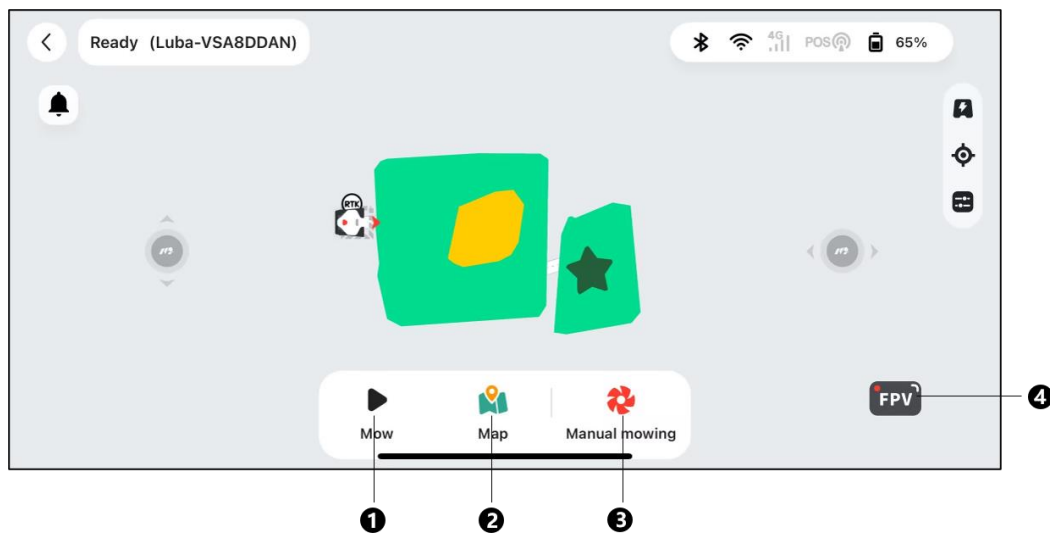 Ready (Luba-VSA8DDAN)
4G POS 65%
RTK
Mow
Map
Manual mowing
FPV
4
1
2
3